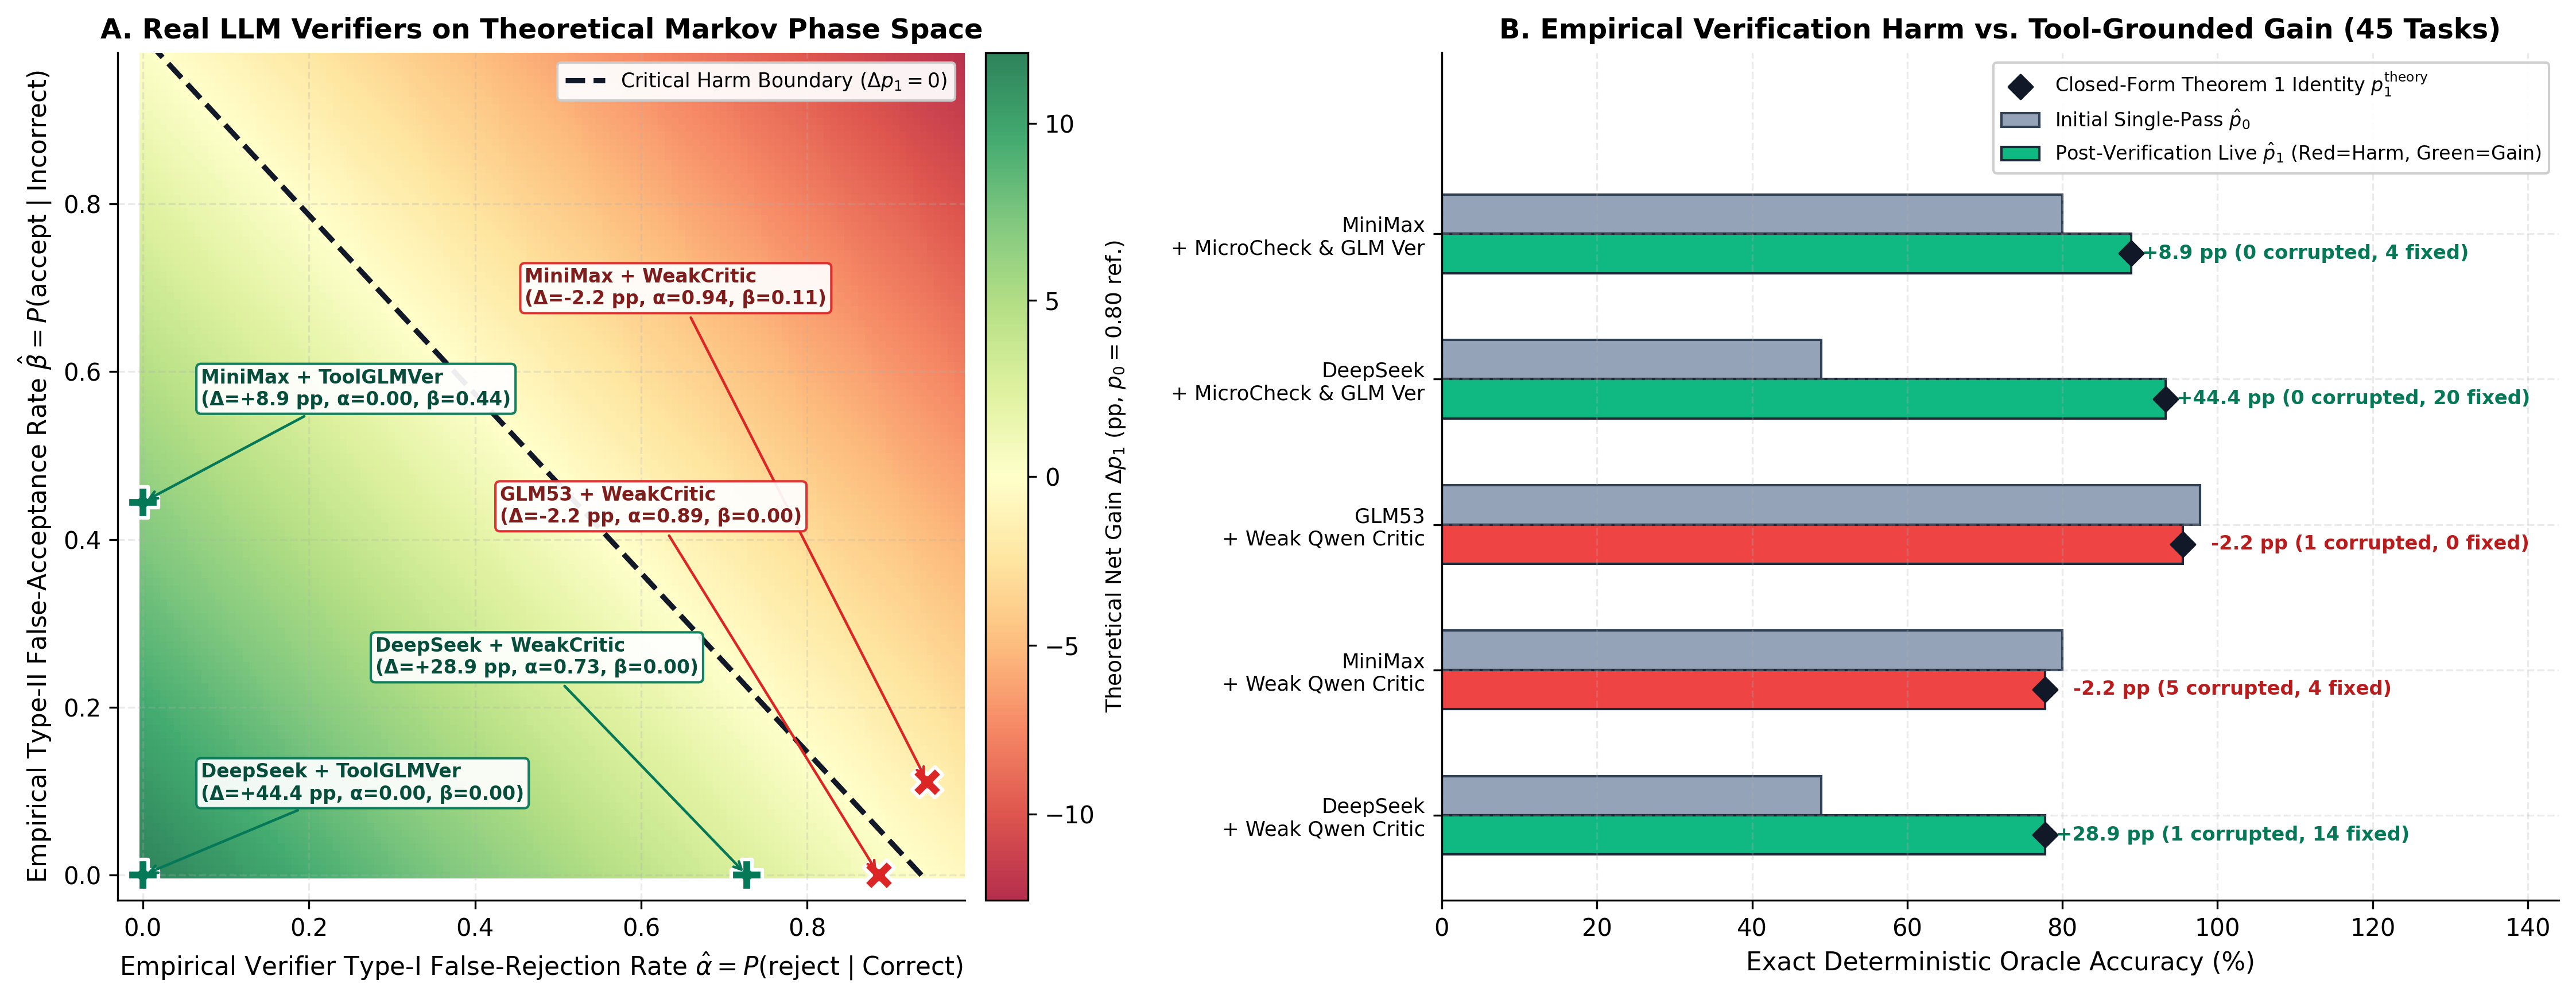 A. Real LLM Verifiers on Theoretical Markov Phase Space
Critical Harm Boundary (Δp₁ = 0)
Empirical Type-II False-Acceptance Rate β̂ = P(accept | Incorrect)
0.8
0.6
0.4
0.2
0.0
MiniMax + WeakCritic
(Δ=-2.2 pp, α=0.94, β=0.11)
MiniMax + ToolGLMVer
(Δ=+8.9 pp, α=0.00, β=0.44)
GLM53 + WeakCritic
(Δ=-2.2 pp, α=0.89, β=0.00)
DeepSeek + WeakCritic
(Δ=+28.9 pp, α=0.73, β=0.00)
DeepSeek + ToolGLMVer
(Δ=+44.4 pp, α=0.00, β=0.00)
0.0 0.2 0.4 0.6 0.8
Empirical Verifier Type-I False-Rejection Rate α̂ = P(reject | Correct)
10
5
0
−5
−10
Theoretical Net Gain Δp₁ (pp, p₀ = 0.80 ref.)
B. Empirical Verification Harm vs. Tool-Grounded Gain (45 Tasks)
Closed-Form Theorem 1 Identity p₁^theory
Initial Single-Pass p̂₀
Post-Verification Live p̂₁ (Red=Harm, Green=Gain)
MiniMax
+ MicroCheck & GLM Ver
+8.9 pp (0 corrupted, 4 fixed)
DeepSeek
+ MicroCheck & GLM Ver
+44.4 pp (0 corrupted, 20 fixed)
GLM53
+ Weak Qwen Critic
-2.2 pp (1 corrupted, 0 fixed)
MiniMax
+ Weak Qwen Critic
-2.2 pp (5 corrupted, 4 fixed)
DeepSeek
+ Weak Qwen Critic
+28.9 pp (1 corrupted, 14 fixed)
0 20 40 60 80 100 120 140
Exact Deterministic Oracle Accuracy (%)